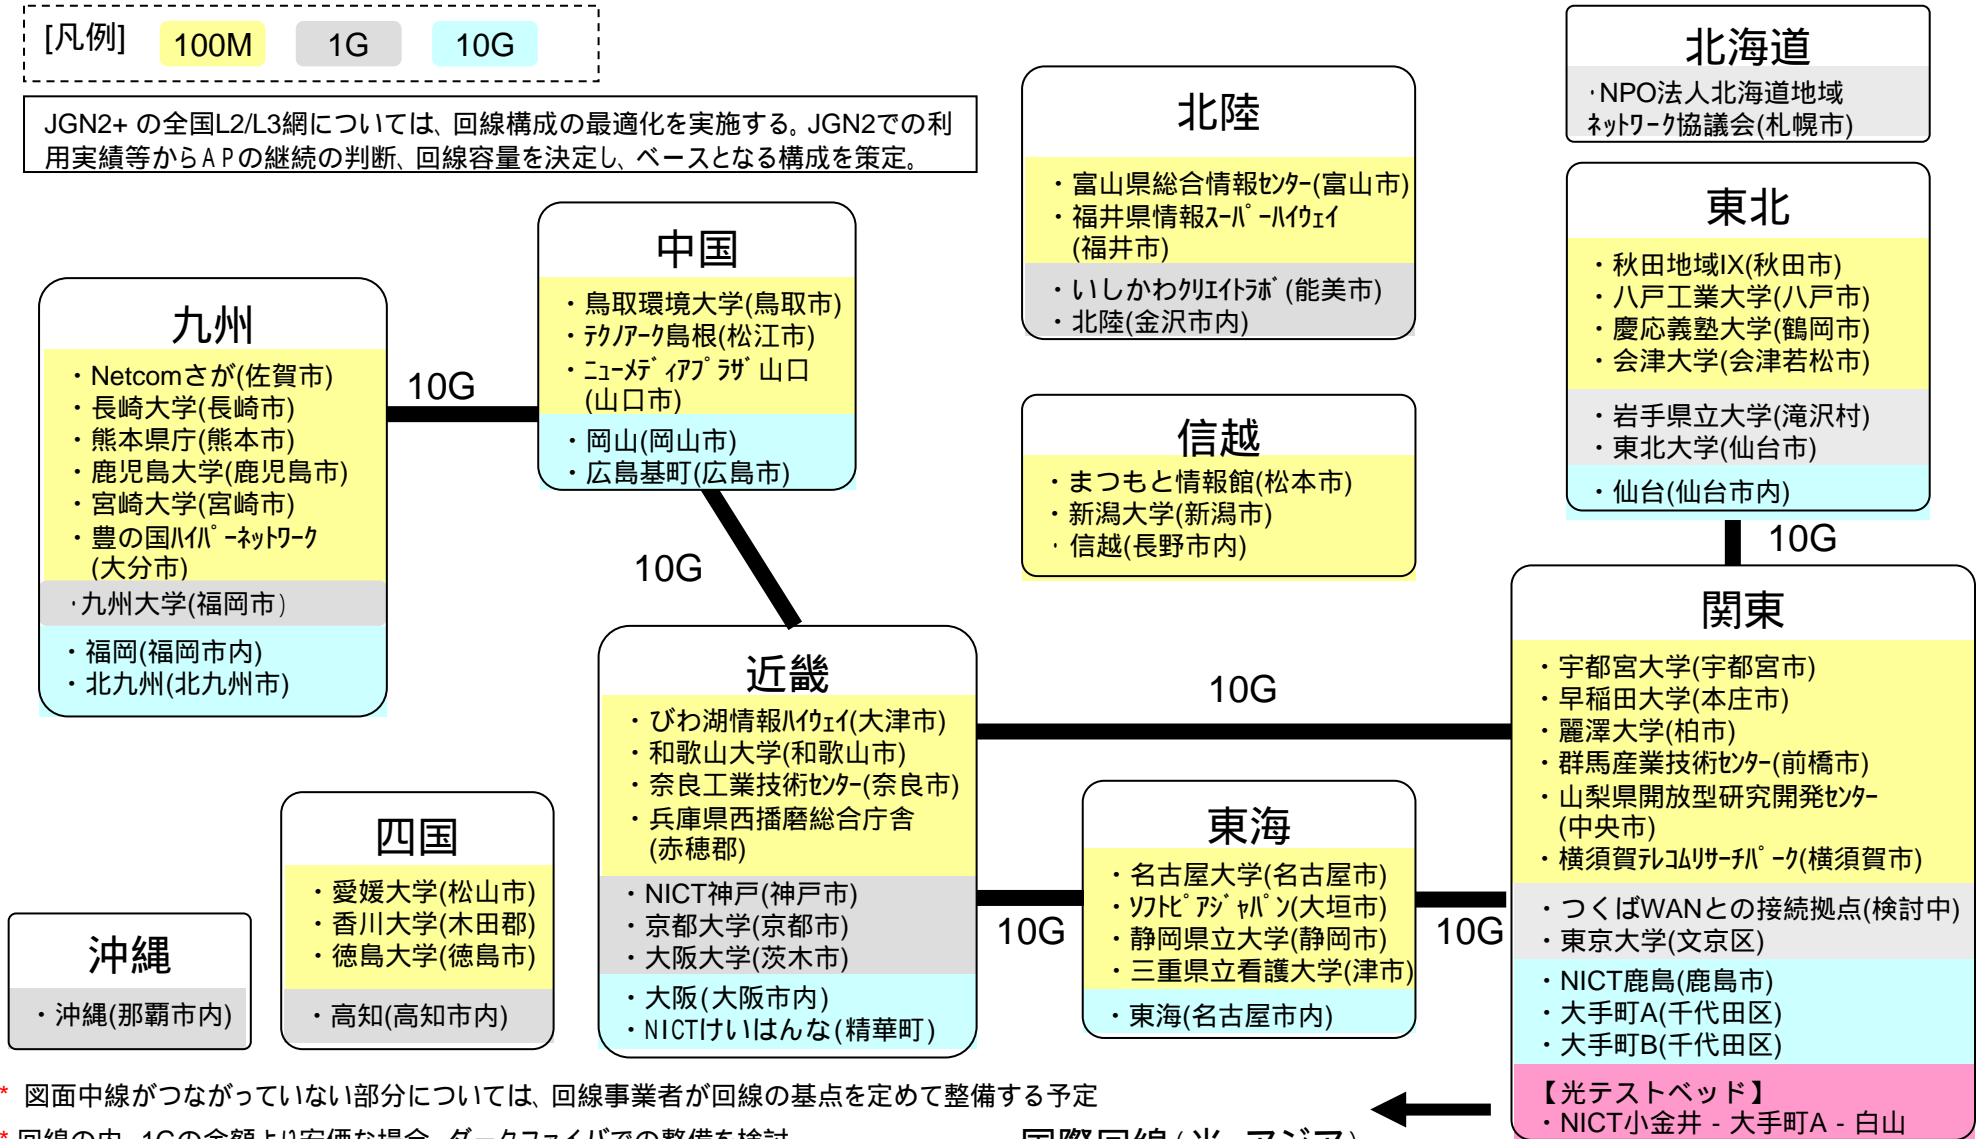 [凡例] 100M 1G 10G
JGN2+ の全国L2/L3網については、回線構成の最適化を実施する。JGN2での利
用実績等からAPの継続の判断、回線容量を決定し、ベースとなる構成を策定。
北海道
・NPO法人北海道地域
ﾈｯﾄﾜｰｸ協議会(札幌市)
北陸
・富山県総合情報ｾﾝﾀｰ(富山市)
・福井県情報ｽｰﾊﾟｰﾊｲｳｪｲ
(福井市)
・いしかわｸﾘｴｲﾄﾗﾎﾞ(能美市)
・北陸(金沢市内)
東北
・秋田地域IX(秋田市)
・八戸工業大学(八戸市)
・慶応義塾大学(鶴岡市)
・会津大学(会津若松市)
・岩手県立大学(滝沢村)
・東北大学(仙台市)
・仙台(仙台市内)
10G
中国
・鳥取環境大学(鳥取市)
・ﾃｸﾉｱｰｸ島根(松江市)
・ﾆｭｰﾒﾃﾞｨｱﾌﾟﾗｻﾞ山口
(山口市)
・岡山(岡山市)
・広島基町(広島市)
10G
九州
・Netcomさが(佐賀市)
・長崎大学(長崎市)
・熊本県庁(熊本市)
・鹿児島大学(鹿児島市)
・宮崎大学(宮崎市)
・豊の国ﾊｲﾊﾟｰﾈｯﾄﾜｰｸ
(大分市)
・九州大学(福岡市)
・福岡(福岡市内)
・北九州(北九州市)
10G
信越
・まつもと情報館(松本市)
・新潟大学(新潟市)
・信越(長野市内)
関東
・宇都宮大学(宇都宮市)
・早稲田大学(本庄市)
・麗澤大学(柏市)
・群馬産業技術ｾﾝﾀｰ(前橋市)
・山梨県開放型研究開発ｾﾝﾀｰ
(中央市)
・横須賀ﾃﾚｺﾑﾘｻｰﾁﾊﾟｰｸ(横須賀市)
・つくばWANとの接続拠点(検討中)
・東京大学(文京区)
・NICT鹿島(鹿島市)
・大手町A(千代田区)
・大手町B(千代田区)
【光テストベッド】
・NICT小金井 - 大手町A - 白山
10G
近畿
・びわ湖情報ﾊｲｳｪｲ(大津市)
・和歌山大学(和歌山市)
・奈良工業技術ｾﾝﾀｰ(奈良市)
・兵庫県西播磨総合庁舎
(赤穂郡)
・NICT神戸(神戸市)
・京都大学(京都市)
・大阪大学(茨木市)
・大阪(大阪市内)
・NICTけいはんな(精華町)
10G
東海
・名古屋大学(名古屋市)
・ｿﾌﾄﾋﾟｱｼﾞｬﾊﾟﾝ(大垣市)
・静岡県立大学(静岡市)
・三重県立看護大学(津市)
・東海(名古屋市内)
10G
四国
・愛媛大学(松山市)
・香川大学(木田郡)
・徳島大学(徳島市)
・高知(高知市内)
沖縄
・沖縄(那覇市内)
* 図面中線がつながっていない部分については、回線事業者が回線の基点を定めて整備する予定
* 回線の内、1Gの金額より安価な場合、ダークファイバでの整備を検討
国際回線(米、アジア)